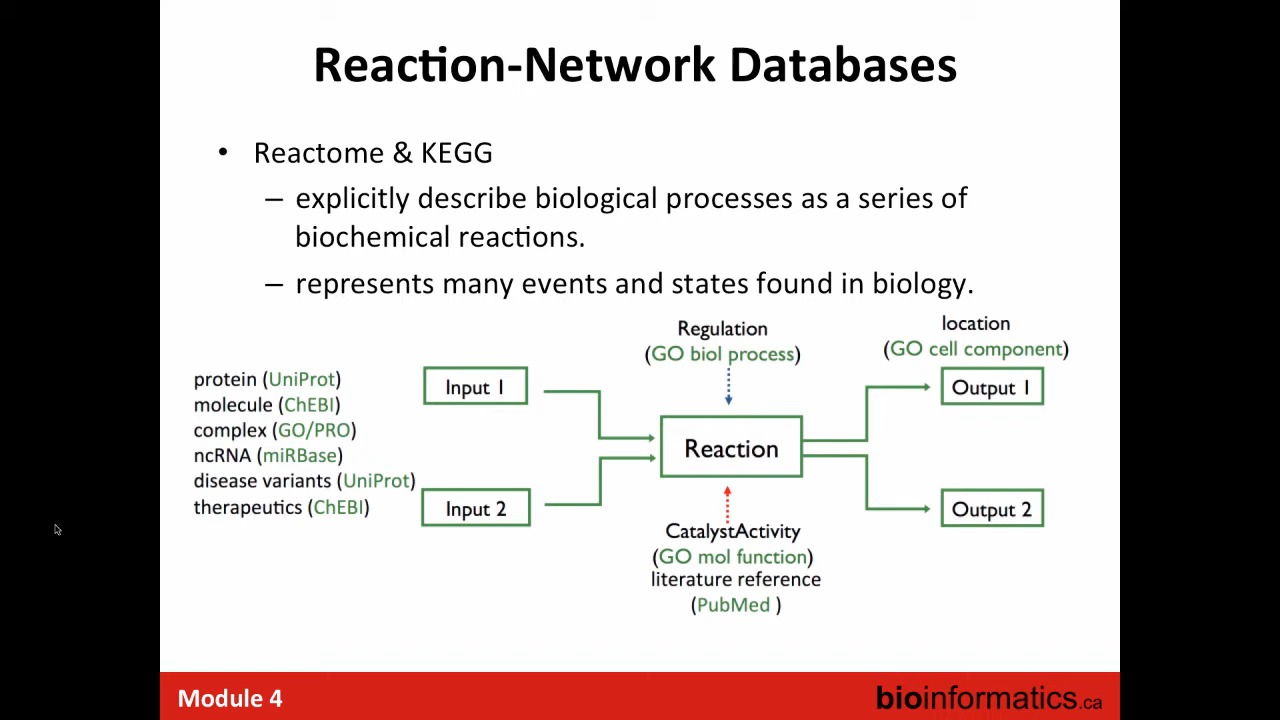 Reaction-Network Databases
• Reactome & KEGG
– explicitly describe biological processes as a series of
biochemical reactions.
– represents many events and states found in biology.
protein (UniProt)
molecule (ChEBI)
complex (GO/PRO)
ncRNA (miRBase)
disease variants (UniProt)
therapeutics (ChEBI)
Input 1
Input 2
Regulation
(GO biol process)
Reaction
CatalystActivity
(GO mol function)
literature reference
(PubMed )
location
(GO cell component)
Output 1
Output 2
Module 4
bioinformatics.ca